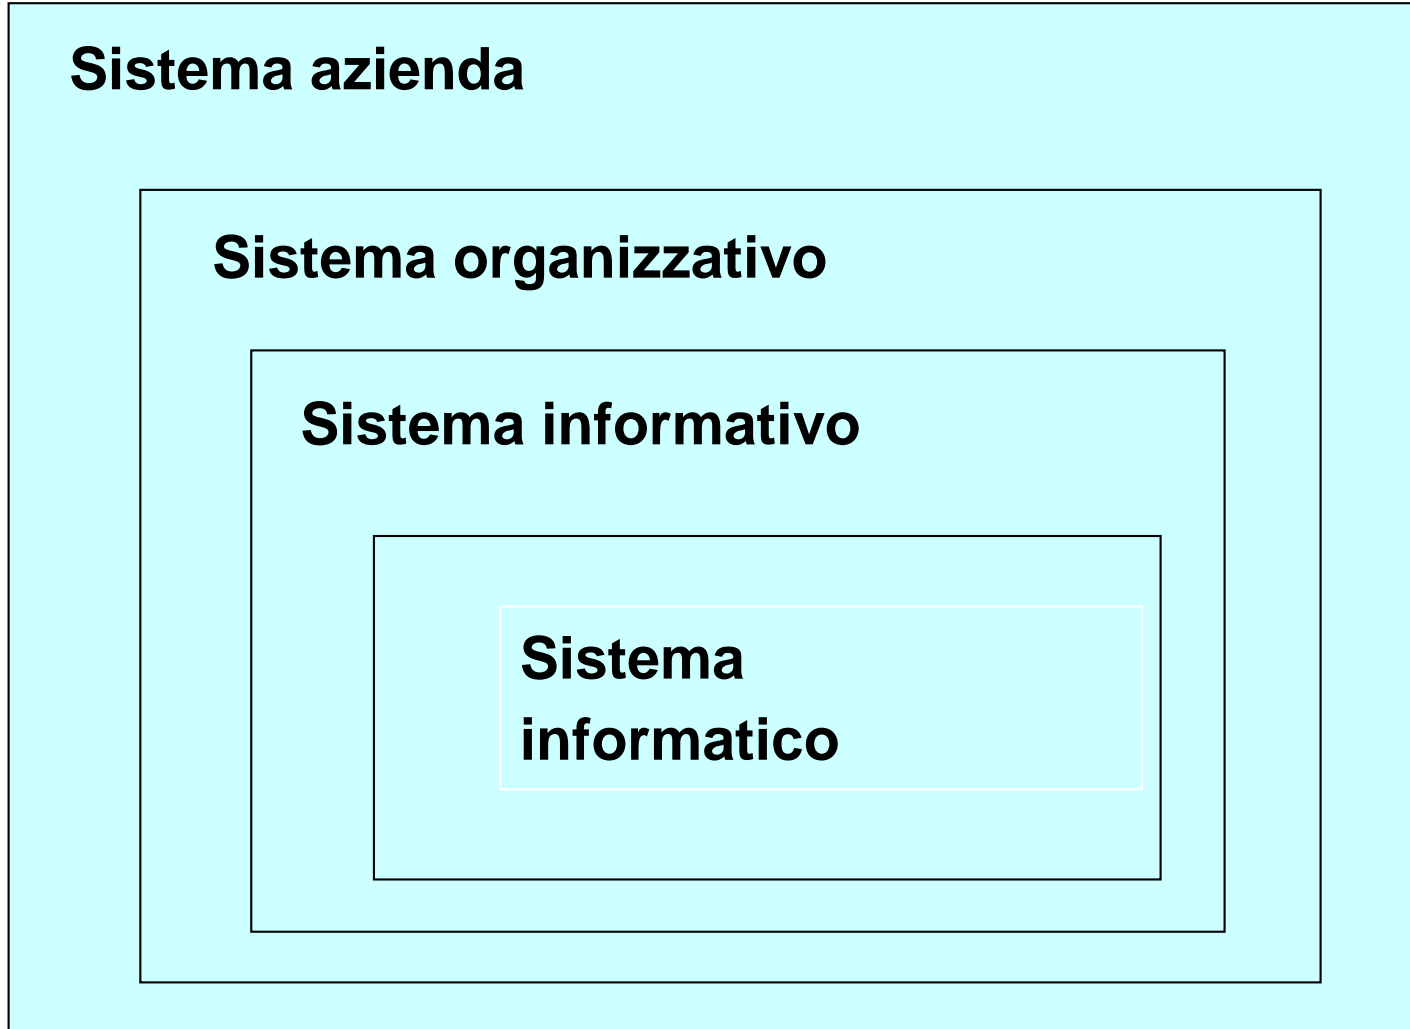 Sistema azienda
Sistema organizzativo
Sistema informativo
Sistema
informatico